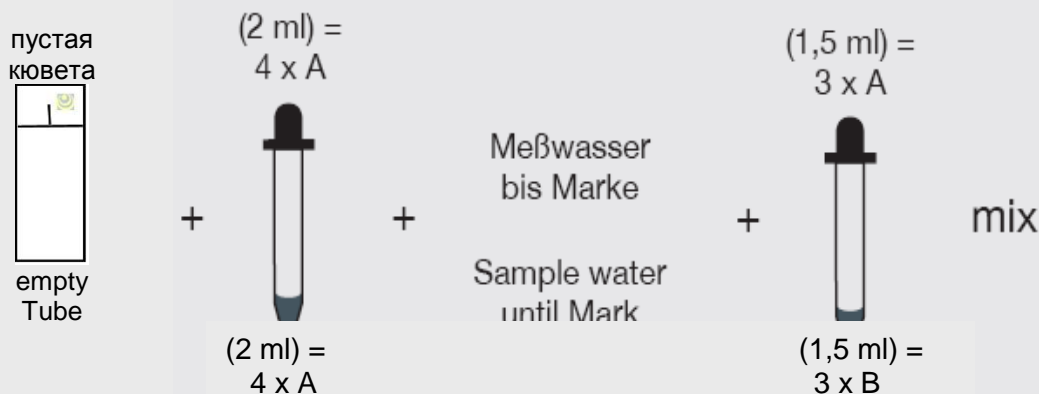 пустая
кювета
empty
Tube
+
(2 ml) =
4 x A
(2 ml) =
4 x A
+
Meßwasser
bis Marke
Sample water
until Mark
+
(1,5 ml) =
3 x A
(1,5 ml) =
3 x B
mix